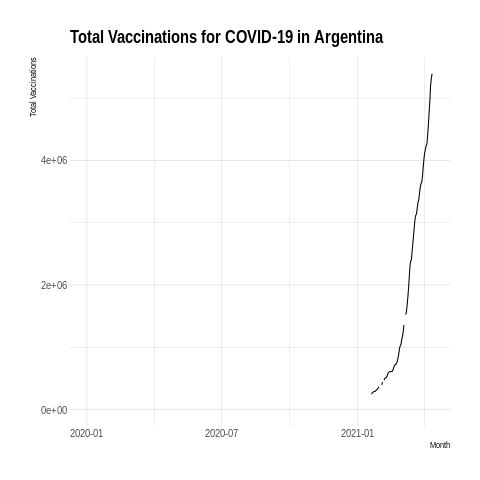 Total Vaccinations for COVID-19 in Argentina
Total Vaccinations
4e+06
2e+06
0e+00
2020-01 2020-07 2021-01
Month